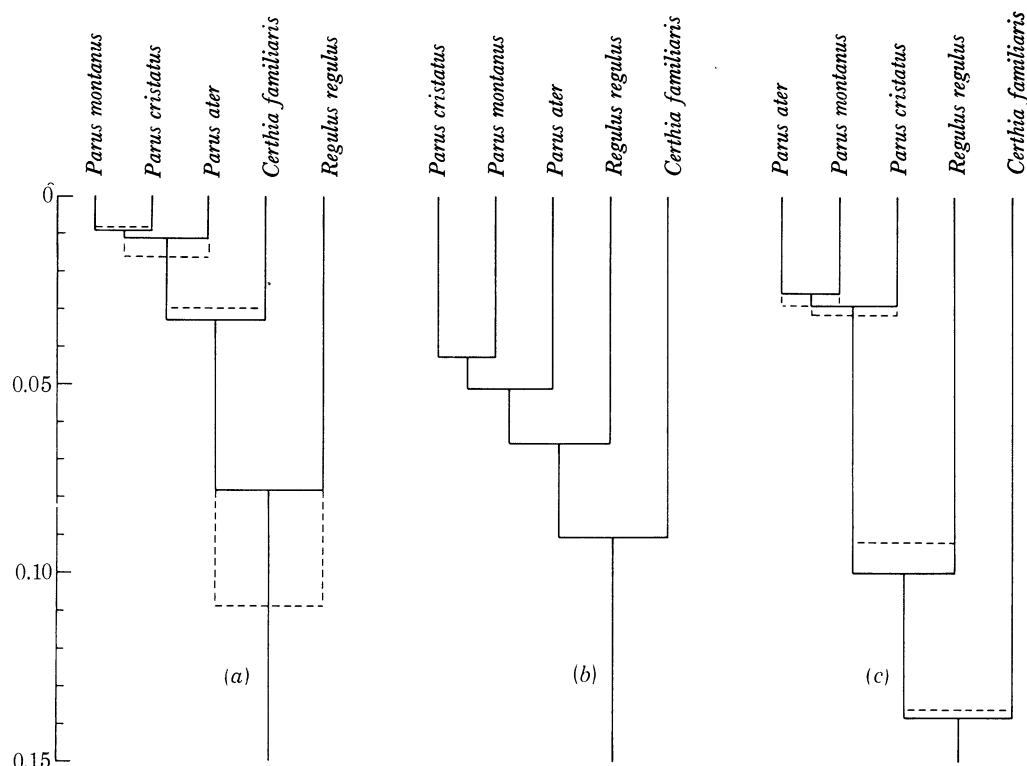 Parus montanus
Parus cristatus
Parus ater
Certhia familiaris
Regulus regulus
Parus cristatus
Parus montanus
Parus ater
Regulus regulus
Certhia familiaris
Parus ater
Parus montanus
Parus cristatus
Regulus regulus
Certhia familiaris
0
0.05
0.10
0.15
(a)
(b)
(c)